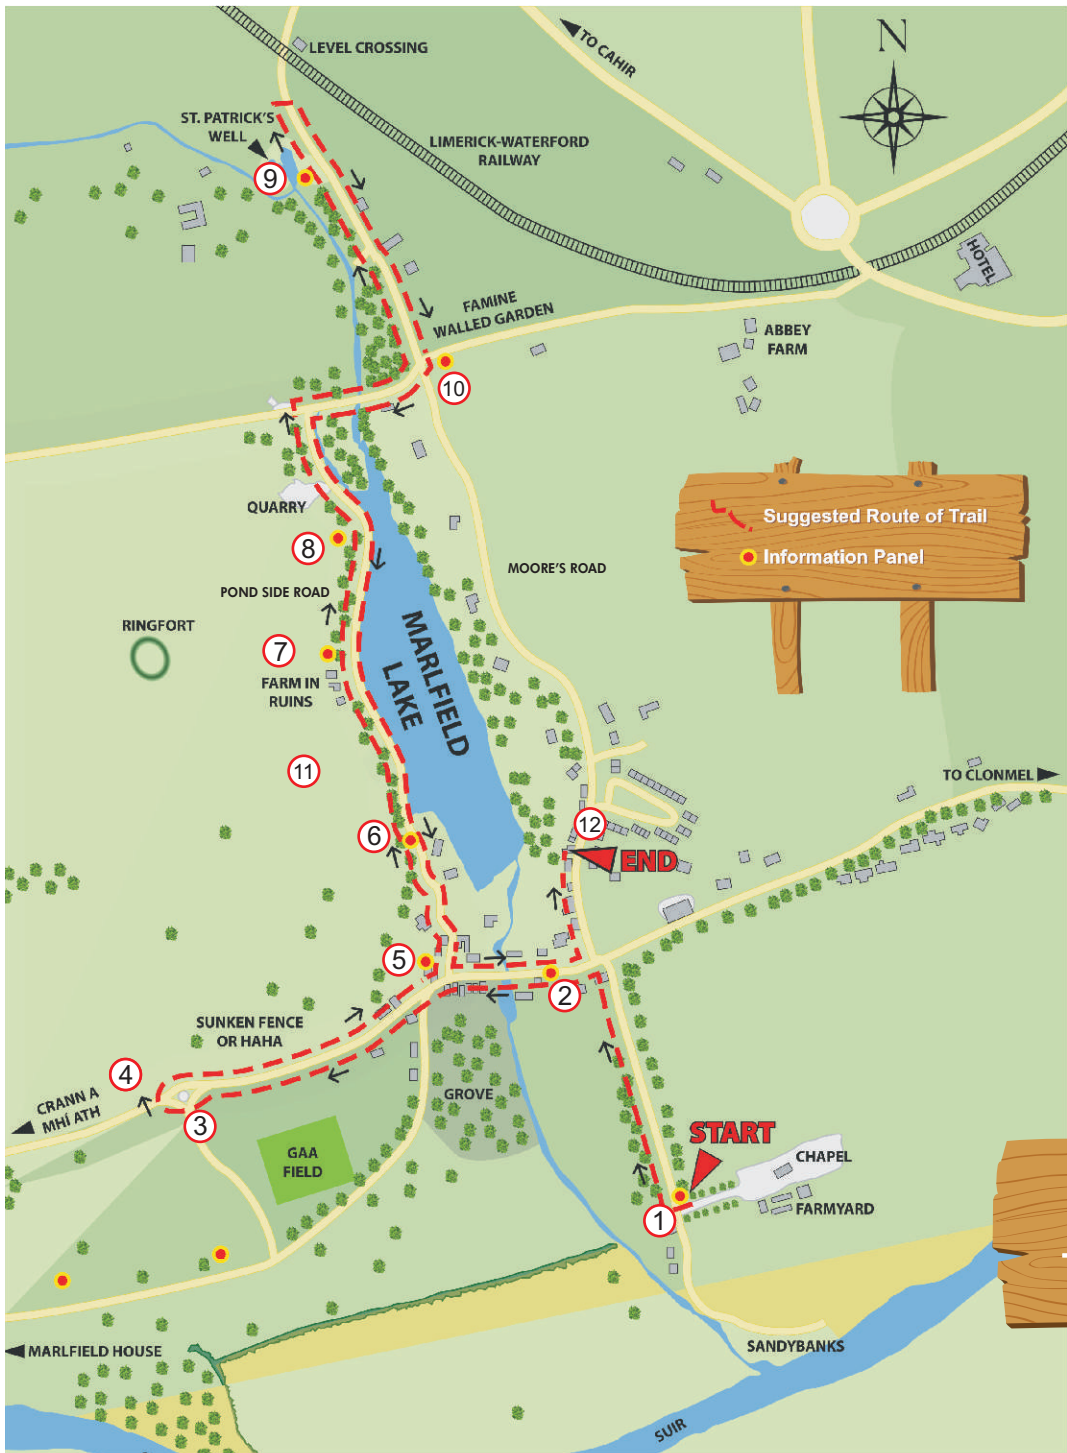 LEVEL CROSSING
TO CAHIR
N
ST. PATRICK'S
WELL
LIMERICK-WATERFORD
RAILWAY
9
HOTEL
FAMINE
WALLED GARDEN
ABBEY
FARM
10
QUARRY
Suggested Route of Trail
Information Panel
8
MOORE'S ROAD
POND SIDE ROAD
RINGFORT
7
MARLFIELD
LAKE
FARM IN
RUINS
11
TO CLONMEL
6
12
END
5
2
SUNKEN FENCE
OR HAHA
4
CRANN A
MHÍ ATH
3
GROVE
START
GAA
FIELD
CHAPEL
1
FARMYARD
MARLFIELD HOUSE
SANDYBANKS
SUIR